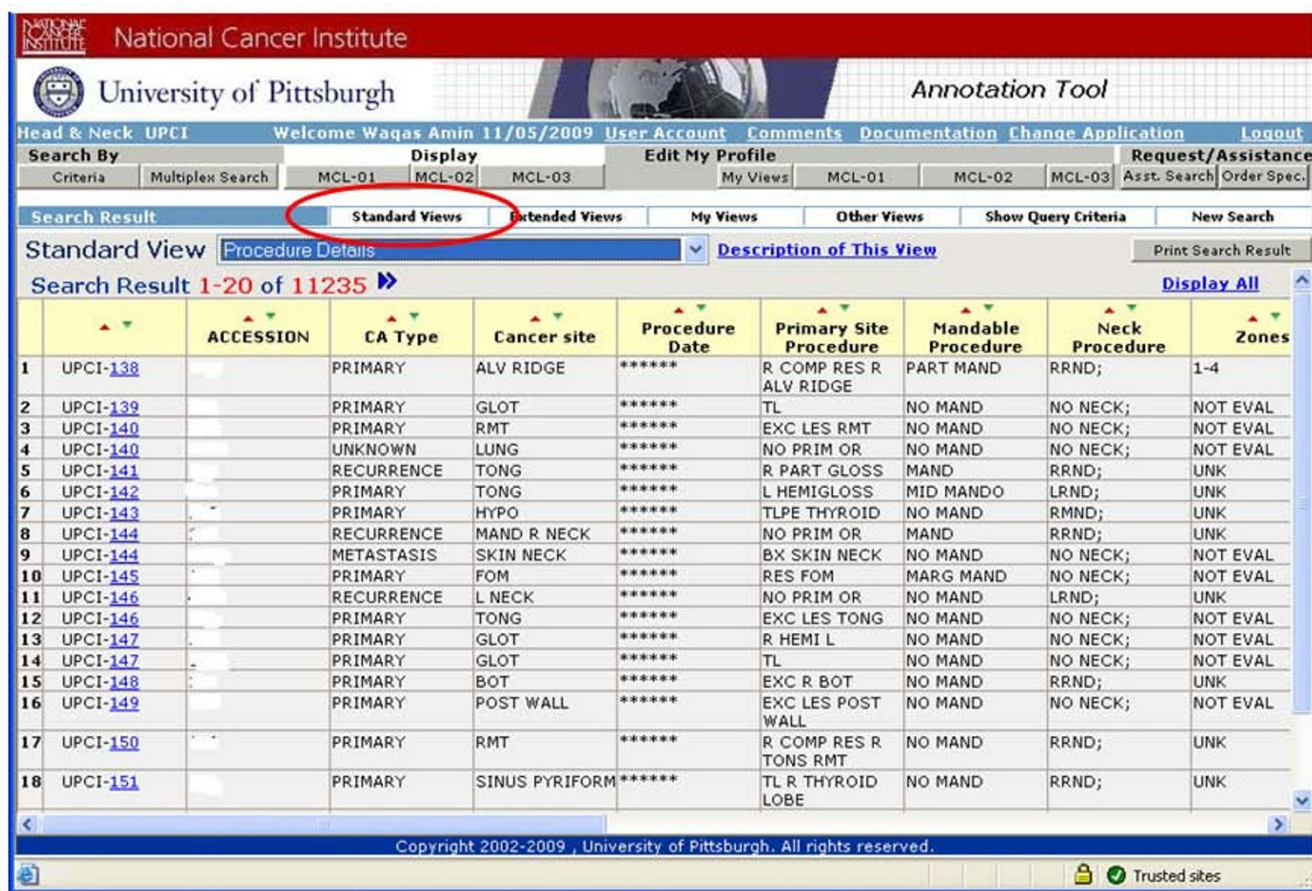 NATIONAL CANCER INSTITUTE National Cancer Institute
University of Pittsburgh Annotation Tool
Head & Neck UPCI Welcome Waqas Amin 11/05/2009 User Account Comments Documentation Change Application Logout
Search By Display Edit My Profile Request/Assistance
Criteria Multiplex Search MCL-01 MCL-02 MCL-03 My Views MCL-01 MCL-02 MCL-03 Asst. Search Order Spec.
Search Result Standard Views Extended Views My Views Other Views Show Query Criteria New Search
Standard View Procedure Details Description of This View Print Search Result
Search Result 1-20 of 11235 Display All
ACCESSION CA Type Cancer site Procedure Date Primary Site Procedure Mandable Procedure Neck Procedure Zones
1 UPCI-138 PRIMARY ALV RIDGE ****** R COMP RES R ALV RIDGE PART MAND RRND; 1-4
2 UPCI-139 PRIMARY GLOT ****** TL NO MAND NO NECK; NOT EVAL
3 UPCI-140 PRIMARY RMT ****** EXC LES RMT NO MAND NO NECK; NOT EVAL
4 UPCI-140 UNKNOWN LUNG ****** NO PRIM OR NO MAND NO NECK; NOT EVAL
5 UPCI-141 RECURRENCE TONG ****** R PART GLOSS MAND RRND; UNK
6 UPCI-142 PRIMARY TONG ****** L HEMIGLOSS MID MANDO LRND; UNK
7 UPCI-143 PRIMARY HYPO ****** TLPE THYROID NO MAND RMND; UNK
8 UPCI-144 RECURRENCE MAND R NECK ****** NO PRIM OR MAND RRND; UNK
9 UPCI-144 METASTASIS SKIN NECK ****** BX SKIN NECK NO MAND NO NECK; NOT EVAL
10 UPCI-145 PRIMARY FOM ****** RES FOM MARG MAND NO NECK; NOT EVAL
11 UPCI-146 RECURRENCE L NECK ****** NO PRIM OR NO MAND LRND; UNK
12 UPCI-146 PRIMARY TONG ****** EXC LES TONG NO MAND NO NECK; NOT EVAL
13 UPCI-147 PRIMARY GLOT ****** R HEMI L NO MAND NO NECK; NOT EVAL
14 UPCI-147 PRIMARY GLOT ****** TL NO MAND NO NECK; NOT EVAL
15 UPCI-148 PRIMARY BOT ****** EXC R BOT NO MAND RRND; UNK
16 UPCI-149 PRIMARY POST WALL ****** EXC LES POST WALL NO MAND NO NECK; NOT EVAL
17 UPCI-150 PRIMARY RMT ****** R COMP RES R TONS RMT NO MAND RRND; UNK
18 UPCI-151 PRIMARY SINUS PYRIFORM ****** TL R THYROID LOBE NO MAND RRND; UNK
Copyright 2002-2009 , University of Pittsburgh. All rights reserved.
Trusted sites